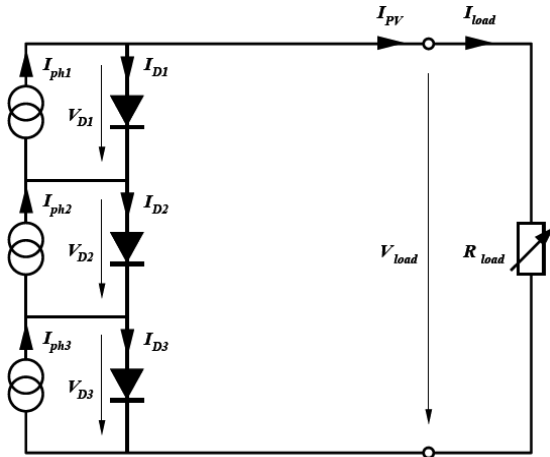 I_PV I_load
I_ph1 I_D1
V_D1
I_ph2 I_D2
V_D2 V_load R_load
I_ph3 I_D3
V_D3